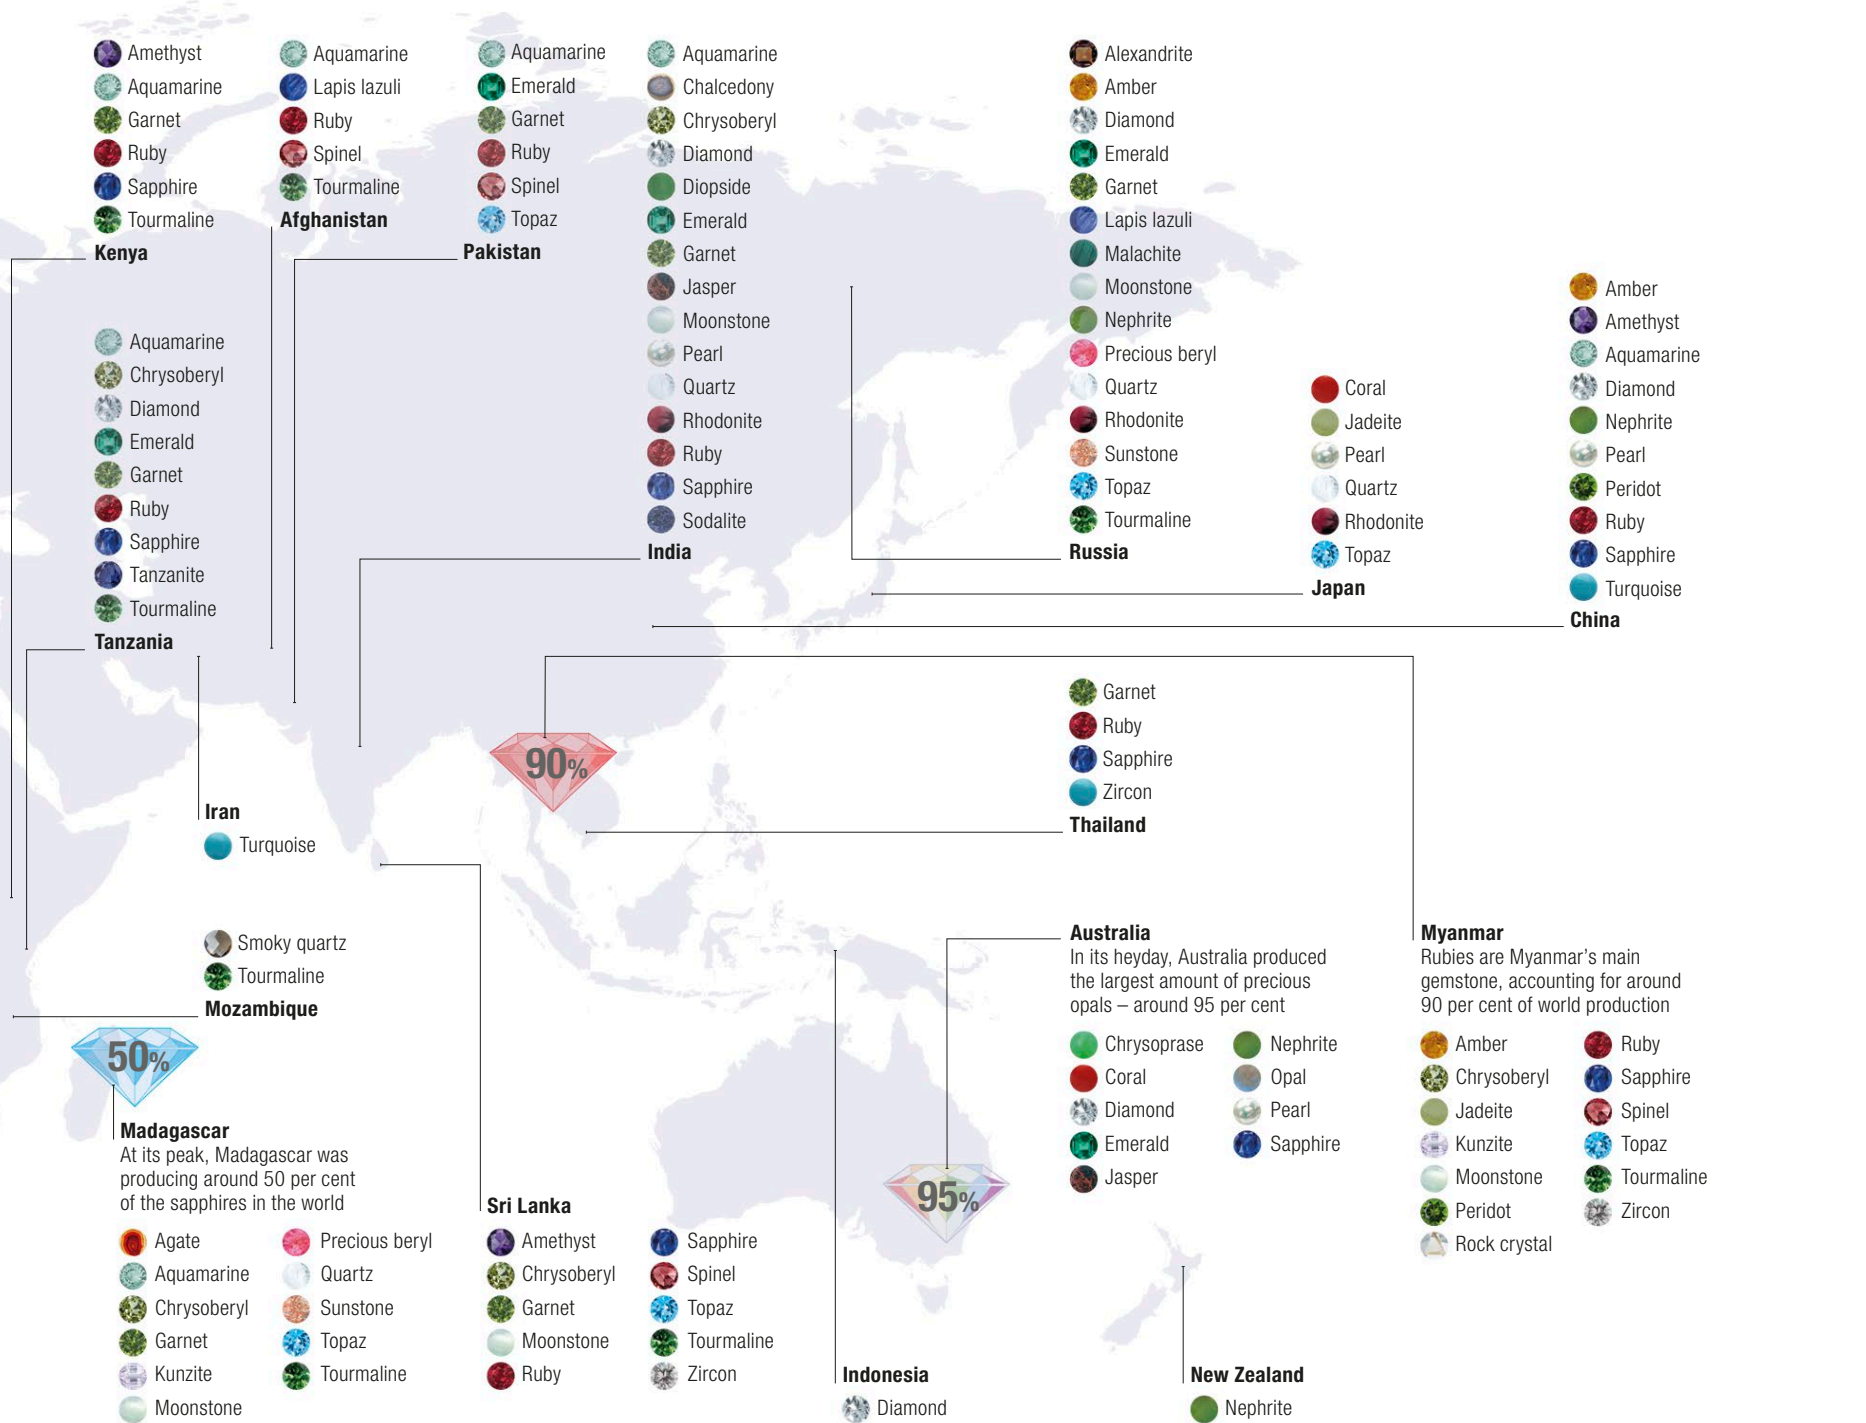 Amethyst
Aquamarine
Garnet
Ruby
Sapphire
Tourmaline
Kenya
Aquamarine
Lapis lazuli
Ruby
Spinel
Tourmaline
Afghanistan
Aquamarine
Emerald
Garnet
Ruby
Spinel
Topaz
Pakistan
Aquamarine
Chalcedony
Chrysoberyl
Diamond
Diopside
Emerald
Garnet
Jasper
Moonstone
Pearl
Quartz
Rhodonite
Ruby
Sapphire
Sodalite
India
Alexandrite
Amber
Diamond
Emerald
Garnet
Lapis lazuli
Malachite
Moonstone
Nephrite
Precious beryl
Quartz
Rhodonite
Sunstone
Topaz
Tourmaline
Russia
Coral
Jadeite
Pearl
Quartz
Rhodonite
Topaz
Japan
Amber
Amethyst
Aquamarine
Diamond
Nephrite
Pearl
Peridot
Ruby
Sapphire
Turquoise
China
Aquamarine
Chrysoberyl
Diamond
Emerald
Garnet
Ruby
Sapphire
Tanzanite
Tourmaline
Tanzania
90%
Garnet
Ruby
Sapphire
Zircon
Thailand
Iran
Turquoise
Smoky quartz
Tourmaline
Mozambique
50%
Madagascar
At its peak, Madagascar was
producing around 50 per cent
of the sapphires in the world
Agate
Aquamarine
Chrysoberyl
Garnet
Kunzite
Moonstone
Precious beryl
Quartz
Sunstone
Topaz
Tourmaline
Sri Lanka
Amethyst
Chrysoberyl
Garnet
Moonstone
Ruby
Sapphire
Spinel
Topaz
Tourmaline
Zircon
Indonesia
Diamond
95%
Australia
In its heyday, Australia produced
the largest amount of precious
opals – around 95 per cent
Chrysoprase
Coral
Diamond
Emerald
Jasper
Nephrite
Opal
Pearl
Sapphire
New Zealand
Nephrite
Myanmar
Rubies are Myanmar's main
gemstone, accounting for around
90 per cent of world production
Amber
Chrysoberyl
Jadeite
Kunzite
Moonstone
Peridot
Rock crystal
Ruby
Sapphire
Spinel
Topaz
Tourmaline
Zircon